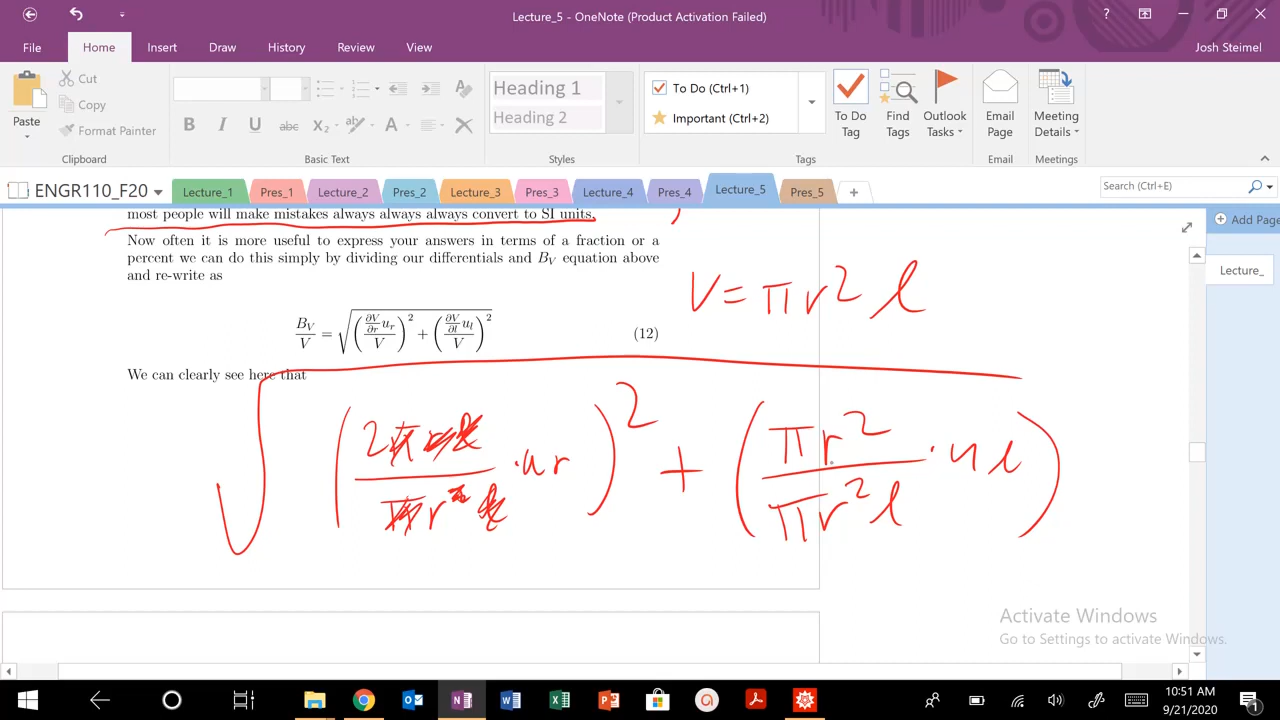 Lecture_5 - OneNote (Product Activation Failed)
File Home Insert Draw History Review View Josh Steimel
Paste
Cut
Copy
Format Painter
Clipboard
B I U abc X₂ A
Basic Text
Heading 1
Heading 2
Styles
To Do (Ctrl+1)
Important (Ctrl+2)
To Do Tag
Find Tags
Outlook Tasks
Tags
Email Page
Email
Meeting Details
Meetings
ENGR110_F20 Lecture_1 Pres_1 Lecture_2 Pres_2 Lecture_3 Pres_3 Lecture_4 Pres_4 Lecture_5 Pres_5 + Search (Ctrl+E)
Add Page
Lecture_
most people will make mistakes always always always convert to SI units,
Now often it is more useful to express your answers in terms of a fraction or a
percent we can do this simply by dividing our differentials and B_V equation above
and re-write as
V = πr² l
B_V/V = √((∂V/∂r u_r / V)² + (∂V/∂l u_l / V)²) (12)
We can clearly see here that
√((2πrl/πr²l · ur)² + (πr²/πr²l · ul)
Activate Windows
Go to Settings to activate Windows.
10:51 AM
9/21/2020